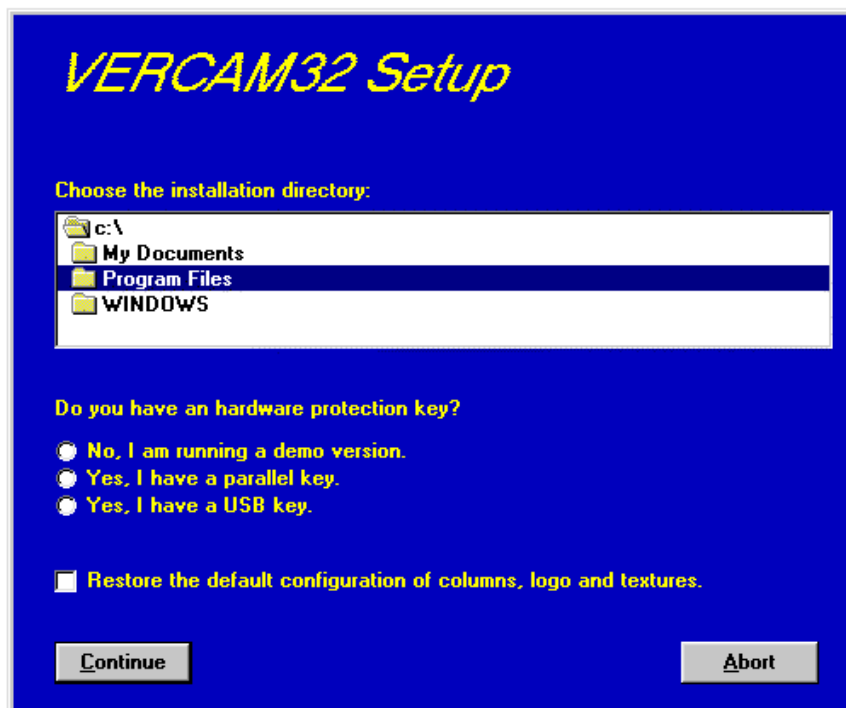 VERCAM32 Setup
Choose the installation directory:
c:\
My Documents
Program Files
WINDOWS
Do you have an hardware protection key?
No, I am running a demo version.
Yes, I have a parallel key.
Yes, I have a USB key.
Restore the default configuration of columns, logo and textures.
Continue
Abort